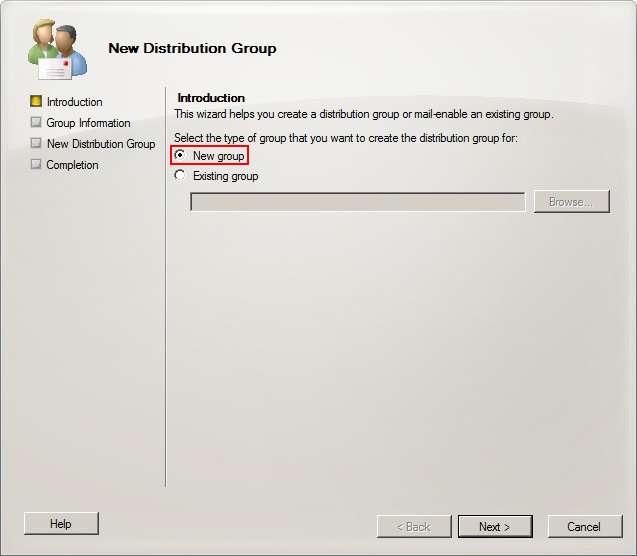 New Distribution Group
Introduction
Group Information
New Distribution Group
Completion
Introduction
This wizard helps you create a distribution group or mail-enable an existing group.
Select the type of group that you want to create the distribution group for:
New group
Existing group
Browse...
Help
< Back
Next >
Cancel